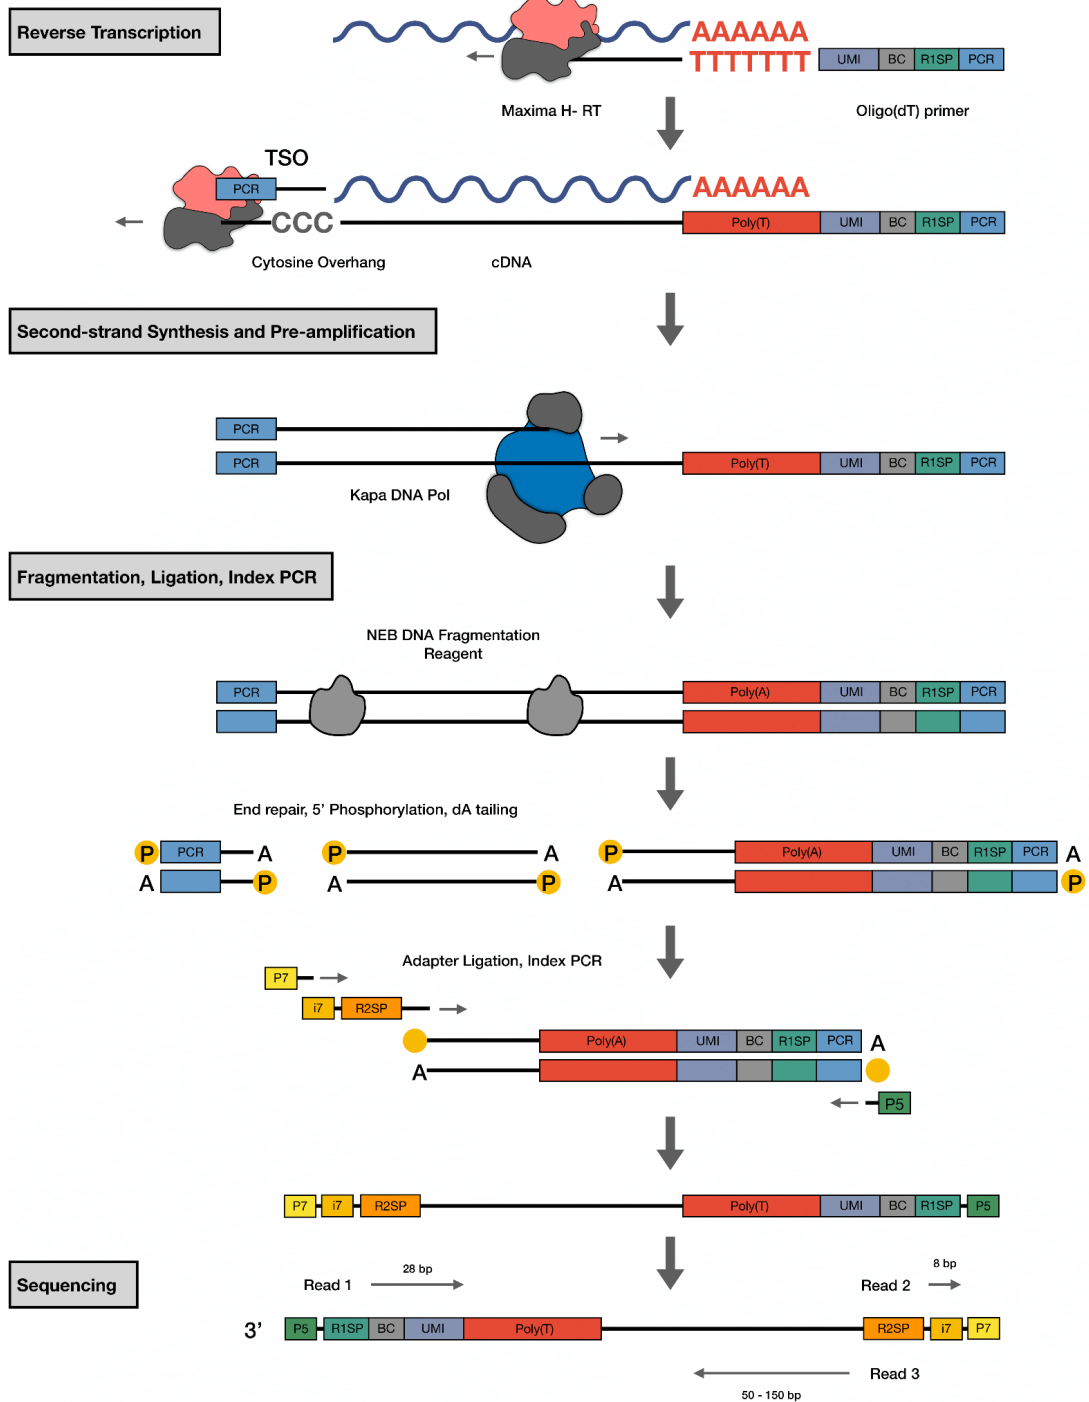 Reverse Transcription
AAAAAA
TTTTTTT UMI BC R1SP PCR
Maxima H- RT Oligo(dT) primer
TSO
PCR AAAAAA
CCC Poly(T) UMI BC R1SP PCR
Cytosine Overhang cDNA
Second-strand Synthesis and Pre-amplification
PCR
PCR Poly(T) UMI BC R1SP PCR
Kapa DNA Pol
Fragmentation, Ligation, Index PCR
NEB DNA Fragmentation
Reagent
PCR Poly(A) UMI BC R1SP PCR
End repair, 5’ Phosphorylation, dA tailing
P PCR A P A P Poly(A) UMI BC R1SP PCR A
A P A P A P
Adapter Ligation, Index PCR
P7
i7 R2SP
Poly(A) UMI BC R1SP PCR A
A
P5
P7 i7 R2SP Poly(T) UMI BC R1SP P5
Sequencing
Read 1 28 bp Read 2 8 bp
3’ P5 R1SP BC UMI Poly(T) R2SP i7 P7
Read 3
50 - 150 bp